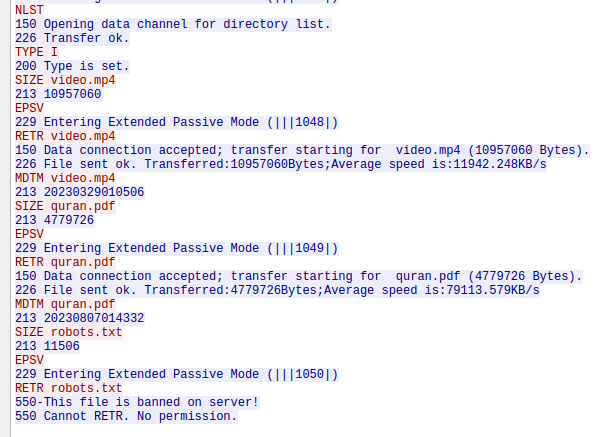 NLST
150 Opening data channel for directory list.
226 Transfer ok.
TYPE I
200 Type is set.
SIZE video.mp4
213 10957060
EPSV
229 Entering Extended Passive Mode (|||1048|)
RETR video.mp4
150 Data connection accepted; transfer starting for  video.mp4 (10957060 Bytes).
226 File sent ok. Transferred:10957060Bytes;Average speed is:11942.248KB/s
MDTM video.mp4
213 20230329010506
SIZE quran.pdf
213 4779726
EPSV
229 Entering Extended Passive Mode (|||1049|)
RETR quran.pdf
150 Data connection accepted; transfer starting for  quran.pdf (4779726 Bytes).
226 File sent ok. Transferred:4779726Bytes;Average speed is:79113.579KB/s
MDTM quran.pdf
213 20230807014332
SIZE robots.txt
213 11506
EPSV
229 Entering Extended Passive Mode (|||1050|)
RETR robots.txt
550-This file is banned on server!
550 Cannot RETR. No permission.